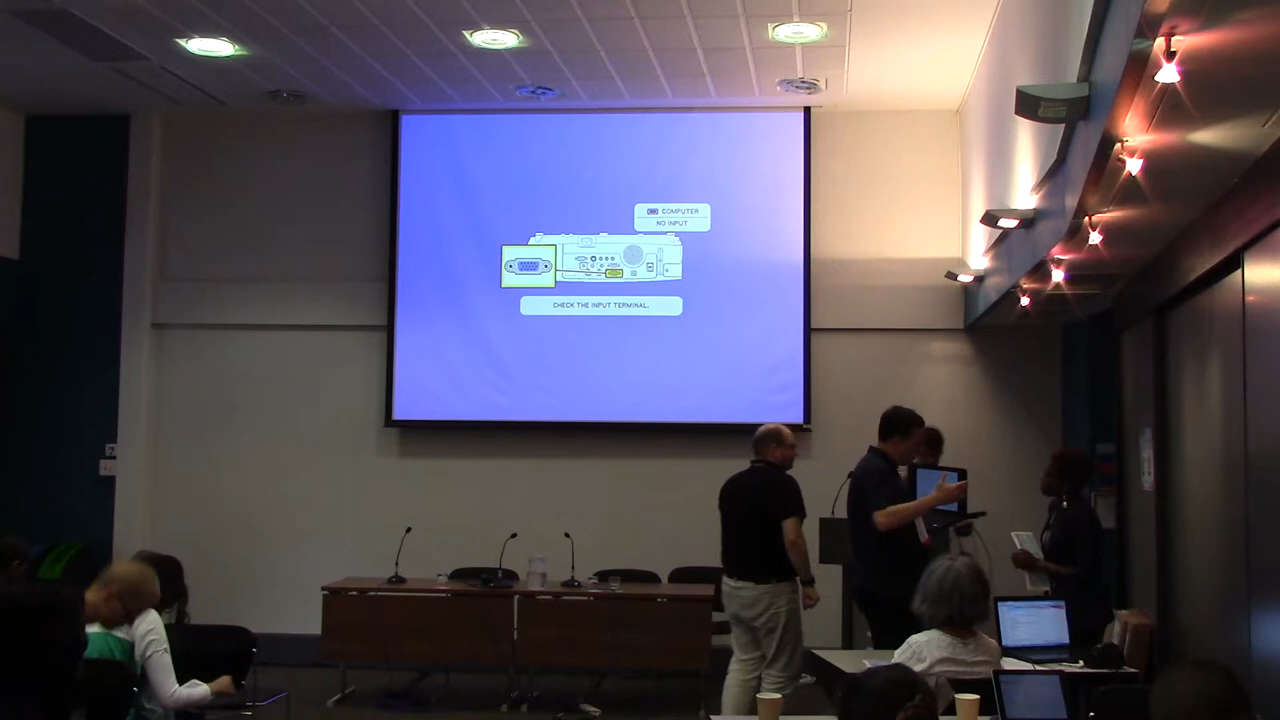 COMPUTER
NO INPUT
CHECK THE INPUT TERMINAL.